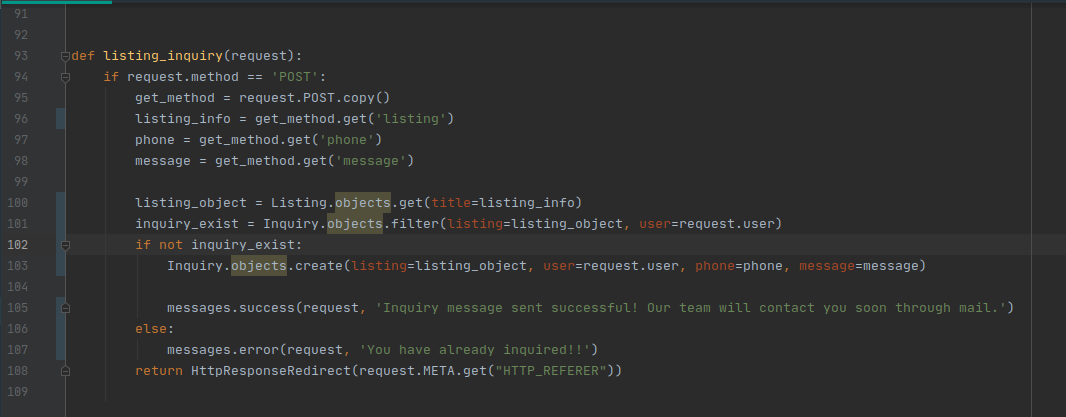 91
92
93 def listing_inquiry(request):
94 if request.method == 'POST':
95 get_method = request.POST.copy()
96 listing_info = get_method.get('listing')
97 phone = get_method.get('phone')
98 message = get_method.get('message')
99
100 listing_object = Listing.objects.get(title=listing_info)
101 inquiry_exist = Inquiry.objects.filter(listing=listing_object, user=request.user)
102 if not inquiry_exist:
103 Inquiry.objects.create(listing=listing_object, user=request.user, phone=phone, message=message)
104
105 messages.success(request, 'Inquiry message sent successful! Our team will contact you soon through mail.')
106 else:
107 messages.error(request, 'You have already inquired!!')
108 return HttpResponseRedirect(request.META.get("HTTP_REFERER"))
109